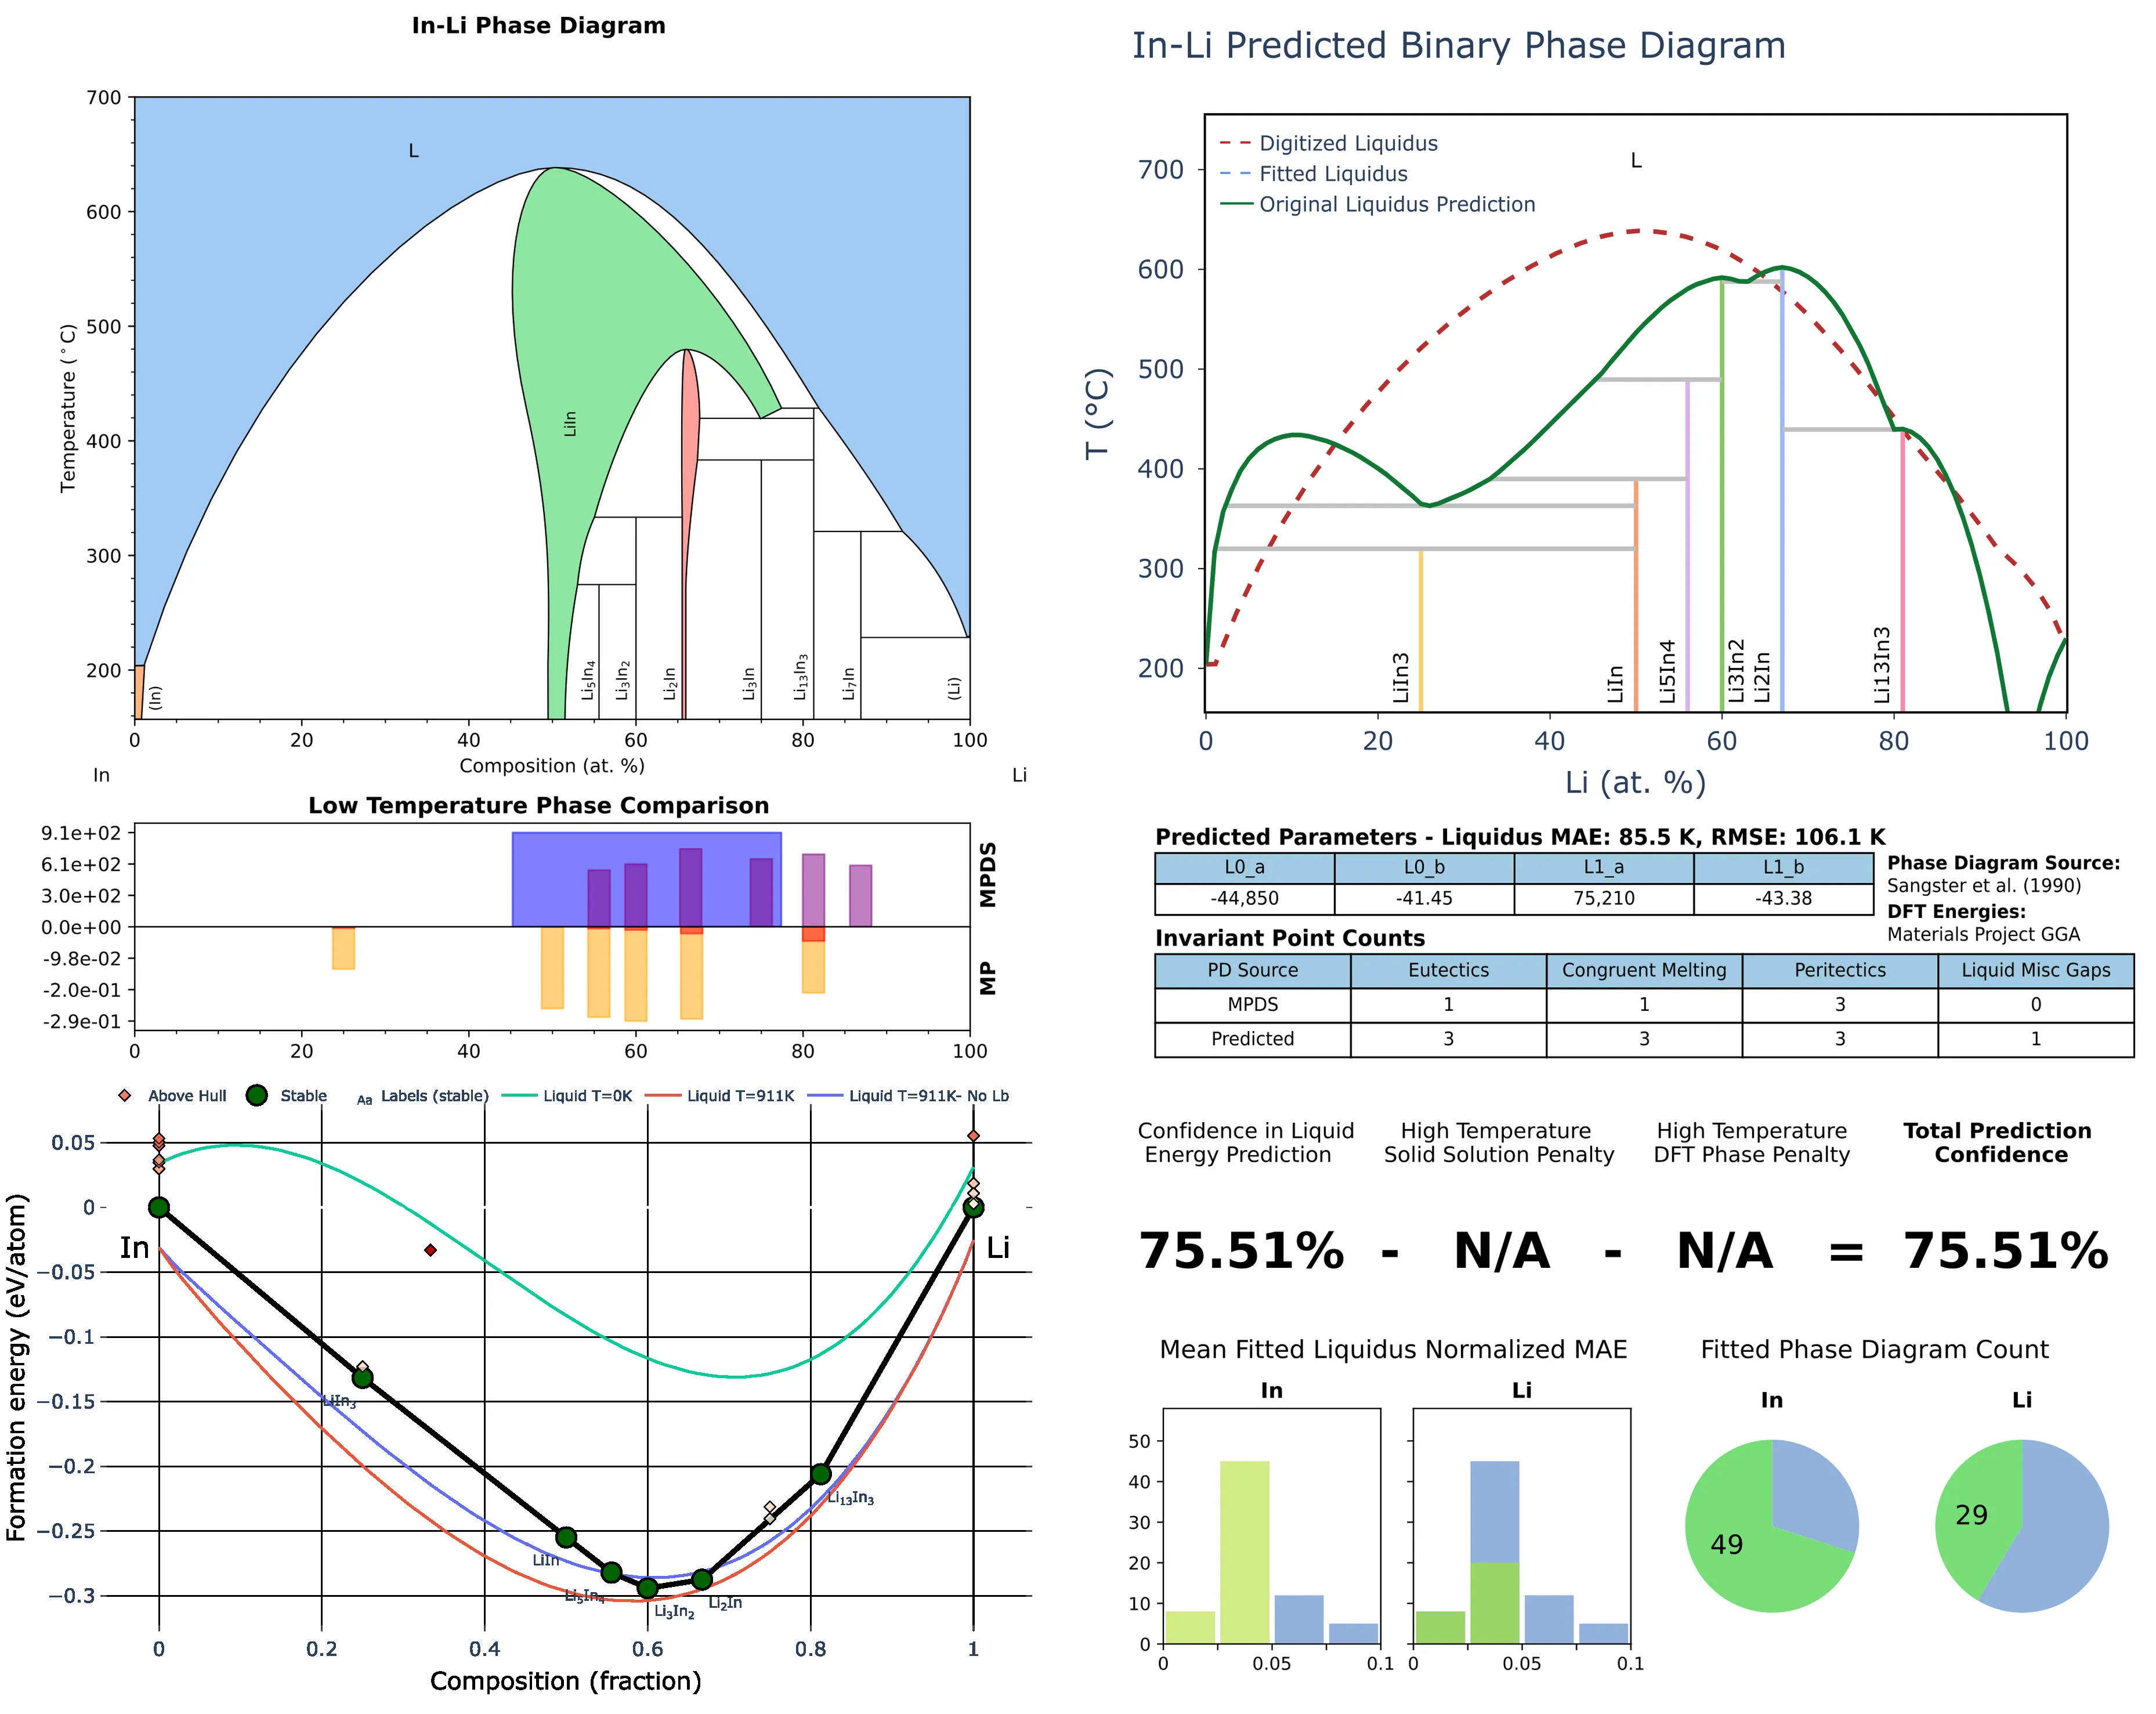 In-Li Phase Diagram
700
600
500
400
300
200
Temperature (°C)
L
LiIn
(In)
Li5In4
Li3In2
Li2In
Li3In
Li13In3
Li7In
(Li)
0 20 40 60 80 100
Composition (at. %)
In Li
Low Temperature Phase Comparison
9.1e+02
6.1e+02
3.0e+02
0.0e+00
-9.8e-02
-2.0e-01
-2.9e-01
MPDS
MP
0 20 40 60 80 100
Above Hull Stable Aa Labels (stable) Liquid T=0K Liquid T=911K Liquid T=911K- No Lb
0.05
0
−0.05
−0.1
−0.15
−0.2
−0.25
−0.3
Formation energy (eV/atom)
In Li
LiIn3
LiIn
Li5In4
Li3In2
Li2In
Li13In3
0 0.2 0.4 0.6 0.8 1
Composition (fraction)
In-Li Predicted Binary Phase Diagram
Digitized Liquidus
Fitted Liquidus
Original Liquidus Prediction
L
700
600
500
400
300
200
T (°C)
LiIn3
LiIn
Li5In4
Li3In2
Li2In
Li13In3
0 20 40 60 80 100
Li (at. %)
Predicted Parameters - Liquidus MAE: 85.5 K, RMSE: 106.1 K
L0_a L0_b L1_a L1_b
-44,850 -41.45 75,210 -43.38
Phase Diagram Source:
Sangster et al. (1990)
DFT Energies:
Materials Project GGA
Invariant Point Counts
PD Source Eutectics Congruent Melting Peritectics Liquid Misc Gaps
MPDS 1 1 3 0
Predicted 3 3 3 1
Confidence in Liquid
Energy Prediction
High Temperature
Solid Solution Penalty
High Temperature
DFT Phase Penalty
Total Prediction
Confidence
75.51% - N/A - N/A = 75.51%
Mean Fitted Liquidus Normalized MAE
In Li
50
40
30
20
10
0
0 0.05 0.1
0 0.05 0.1
Fitted Phase Diagram Count
In Li
49
29